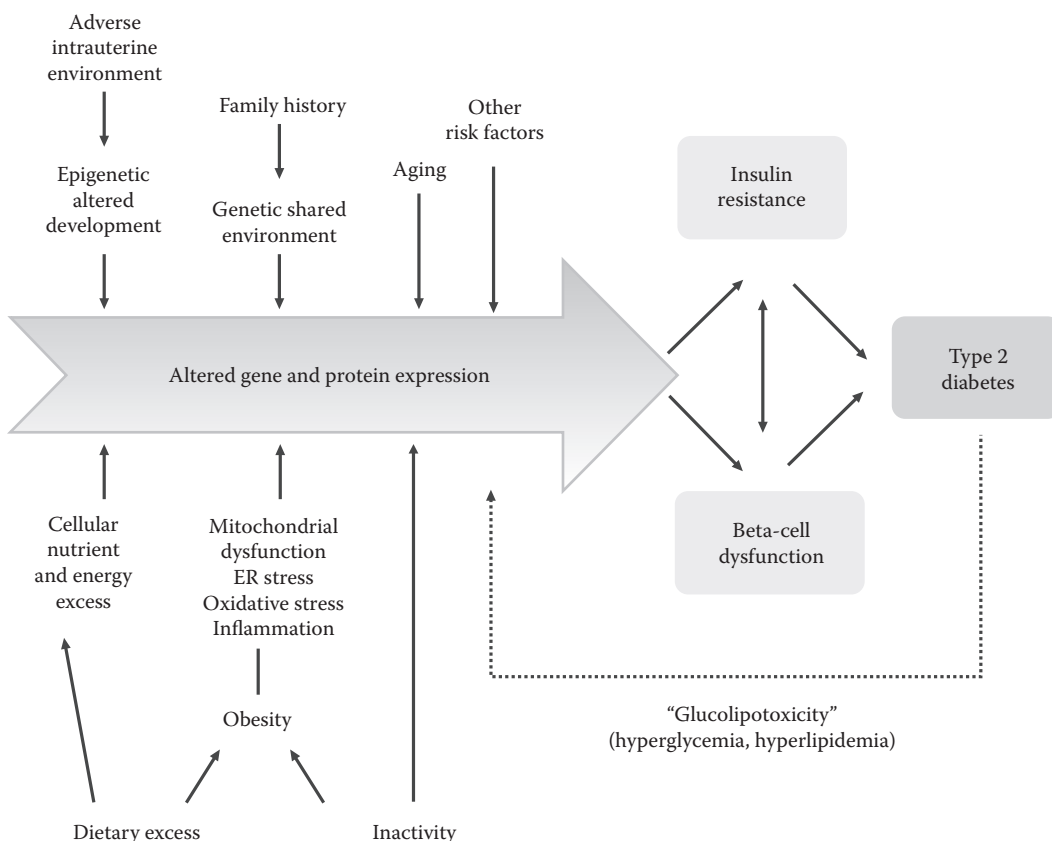 Adverse
intrauterine
environment
Family history
Other
risk factors
Aging
Epigenetic
altered
development
Genetic shared
environment
Insulin
resistance
Altered gene and protein expression
Type 2
diabetes
Cellular
nutrient
and energy
excess
Mitochondrial
dysfunction
ER stress
Oxidative stress
Inflammation
Beta-cell
dysfunction
Obesity
“Glucolipotoxicity”
(hyperglycemia, hyperlipidemia)
Dietary excess
Inactivity